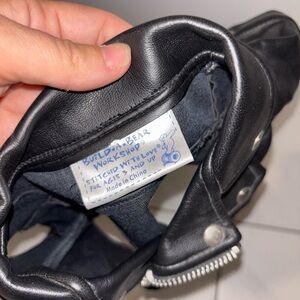 BUILD-A-BEAR
WORKSHOP
STITCHED WITH LOVE®
FOR AGES 3 AND UP
Made in China